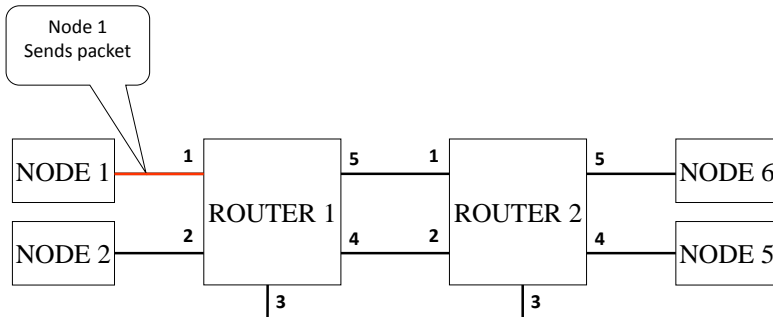 Node 1
Sends packet
1 5 1 5
NODE 1 NODE 6
ROUTER 1 ROUTER 2
2 4 2 4
NODE 2 NODE 5
3 3